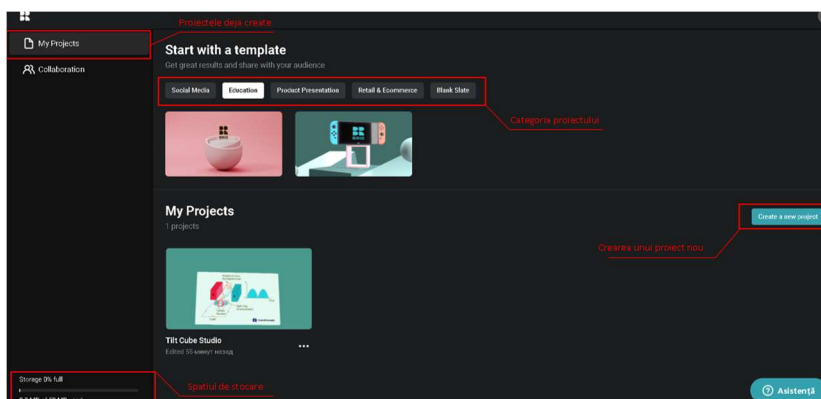 Proiectele deja create
My Projects
Collaboration
Start with a template
Get great results and share with your audience
Social Media
Education
Product Presentation
Retail & Ecommerce
Blank Slate
Categoria proiectului
My Projects
1 projects
Create a new project
Crearea unui proiect nou
Tilt Cube Studio
Edited 55 минут назад
Storage 0% full
Spatiul de stocare
Asistență